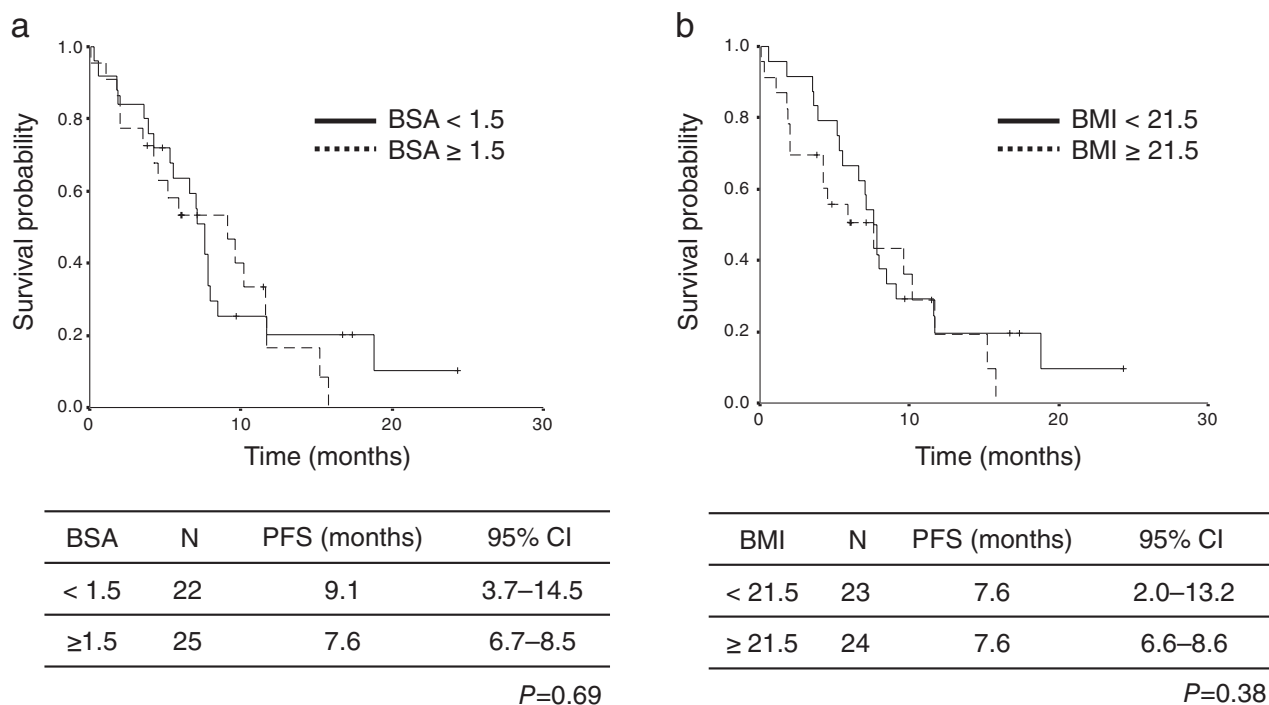 a
1.0
0.8
0.6
0.4
0.2
0.0
Survival probability
BSA < 1.5
BSA ≥ 1.5
0 10 20 30
Time (months)
BSA N PFS (months) 95% CI
< 1.5 22 9.1 3.7–14.5
≥1.5 25 7.6 6.7–8.5
P=0.69
b
1.0
0.8
0.6
0.4
0.2
0.0
Survival probability
BMI < 21.5
BMI ≥ 21.5
0 10 20 30
Time (months)
BMI N PFS (months) 95% CI
< 21.5 23 7.6 2.0–13.2
≥ 21.5 24 7.6 6.6–8.6
P=0.38